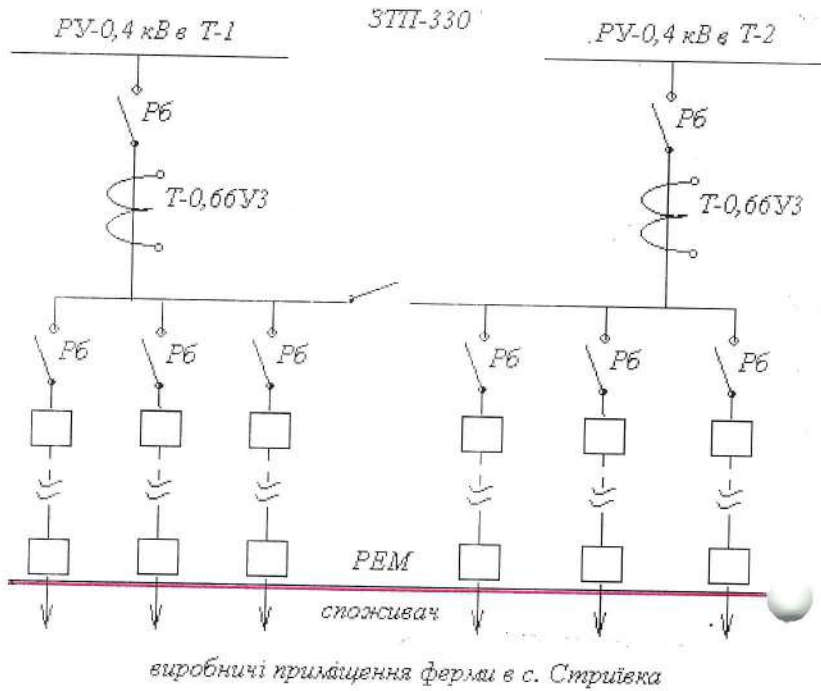 ЗТП-330
РУ-0,4 кВ в Т-1
РУ-0,4 кВ в Т-2
Рб
Рб
Т-0,66УЗ
Т-0,66УЗ
Рб
Рб
Рб
Рб
Рб
Рб
РЕМ
споживач
виробничі приміщення ферми в с. Стриївка